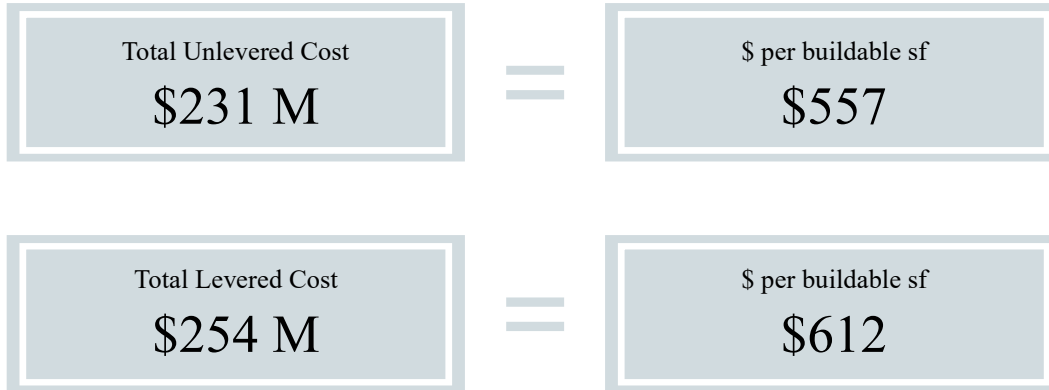 Total Unlevered Cost
$231 M
$ per buildable sf
$557
Total Levered Cost
$254 M
$ per buildable sf
$612